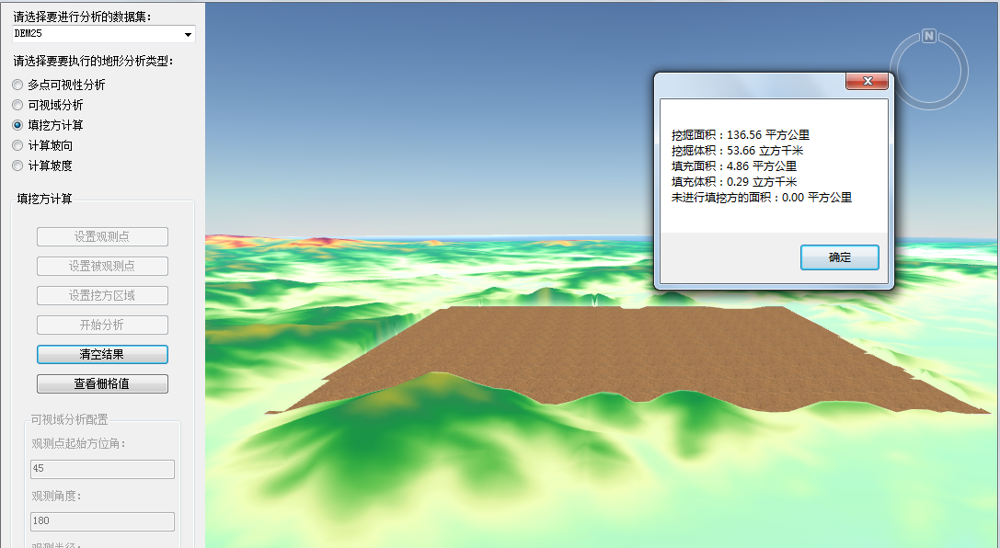 请选择要进行分析的数据集:
DEM25
请选择要要执行的地形分析类型:
多点可视性分析
可视域分析
填挖方计算
计算坡向
计算坡度
填挖方计算
设置观测点
设置被观测点
设置挖方区域
开始分析
清空结果
查看栅格值
可视域分析配置
观测点起始方位角:
45
观测角度:
180
观测半径:
N
挖掘面积：136.56 平方公里
挖掘体积：53.66 立方千米
填充面积：4.86 平方公里
填充体积：0.29 立方千米
未进行填挖方的面积：0.00 平方公里
确定